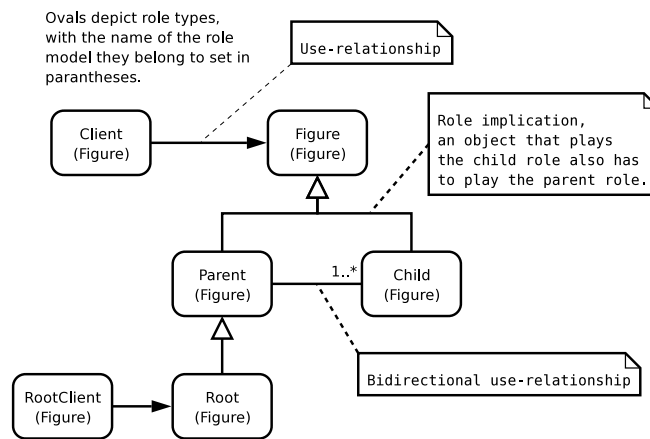 Ovals depict role types,
with the name of the role
model they belong to set in
parantheses.
Use-relationship
Client
(Figure)
Figure
(Figure)
Role implication,
an object that plays
the child role also has
to play the parent role.
Parent
(Figure)
1..*
Child
(Figure)
Bidirectional use-relationship
RootClient
(Figure)
Root
(Figure)